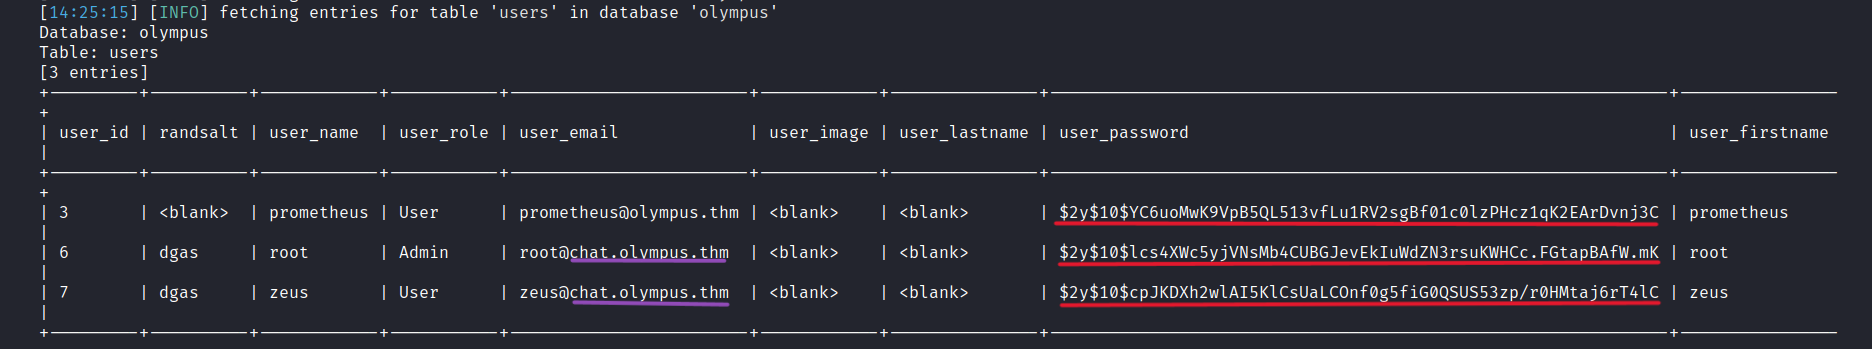 [14:25:15] [INFO] fetching entries for table 'users' in database 'olympus'
Database: olympus
Table: users
[3 entries]
+---------+----------+------------+----------+------------------------+------------+---------------+--------------------------------------------------------------+----------------
+
| user_id | randsalt | user_name  | user_role | user_email             | user_image | user_lastname | user_password                                                | user_firstname
|
+---------+----------+------------+----------+------------------------+------------+---------------+--------------------------------------------------------------+----------------
+
| 3       | <blank>  | prometheus | User      | prometheus@olympus.thm | <blank>    | <blank>       | $2y$10$YC6uoMwK9VpB5QL513vfLu1RV2sgBf01c0lzPHcz1qK2EArDvnj3C | prometheus
|
| 6       | dgas     | root       | Admin     | root@chat.olympus.thm  | <blank>    | <blank>       | $2y$10$lcs4XWc5yjVNsMb4CUBGJevEkIuWdZN3rsuKWHCc.FGtapBAfW.mK | root
|
| 7       | dgas     | zeus       | User      | zeus@chat.olympus.thm  | <blank>    | <blank>       | $2y$10$cpJKDXh2wlAI5KlCsUaLCOnf0g5fiG0QSUS53zp/r0HMtaj6rT4lC | zeus
|
+---------+----------+------------+----------+------------------------+------------+---------------+--------------------------------------------------------------+----------------